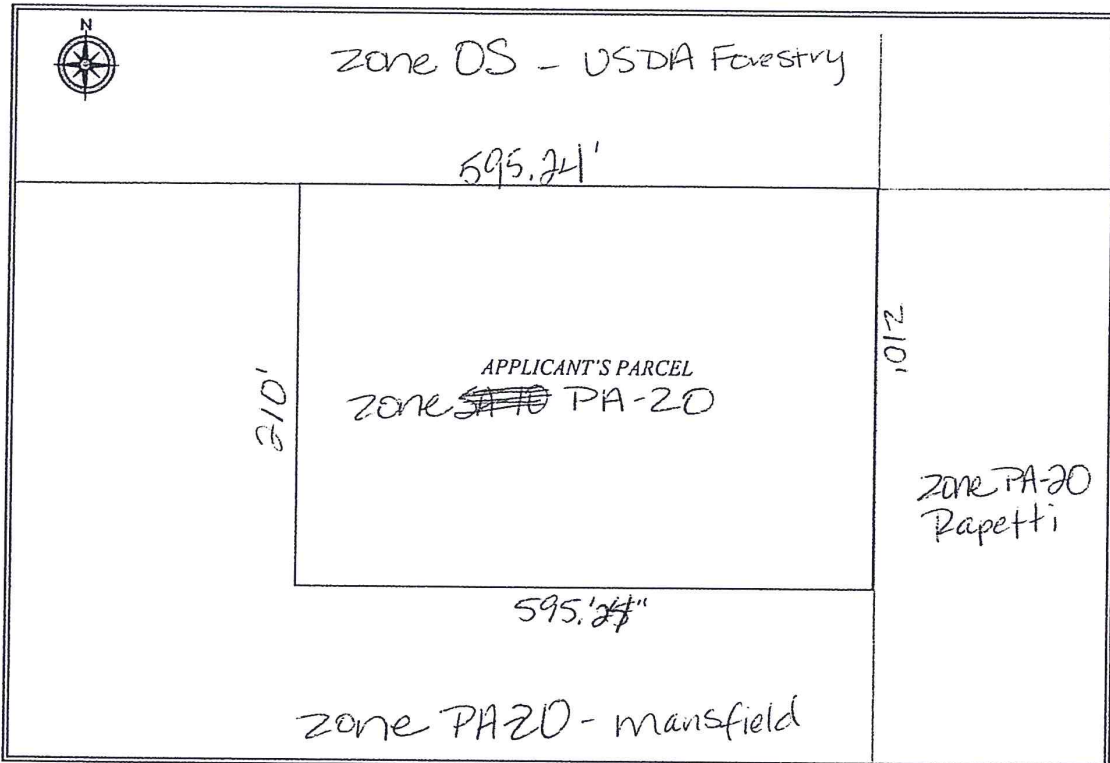 N
zone OS - USDA Forestry
595.24'
210'
210'
APPLICANT'S PARCEL
zone PA-20
zone PA-20
Rapetti
595.'
zone PA20 - mansfield